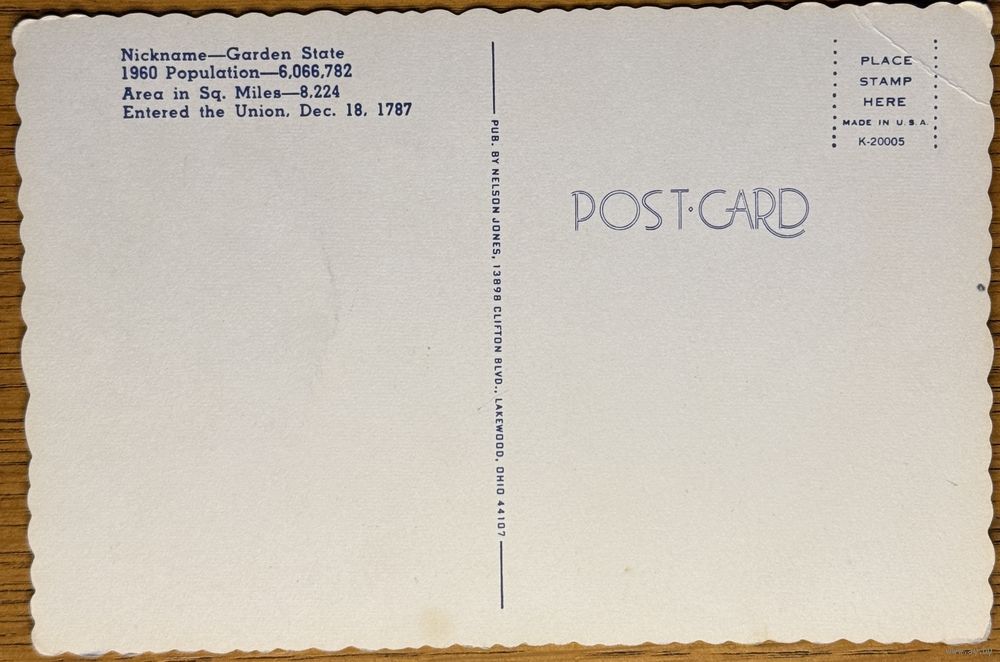 Nickname—Garden State
1960 Population—6,066,782
Area in Sq. Miles—8,224
Entered the Union, Dec. 18, 1787
PUB. BY NELSON JONES, 13898 CLIFTON BLVD., LAKEWOOD, OHIO 44107
PLACE
STAMP
HERE
MADE IN U.S.A.
K-20005
POST·CARD